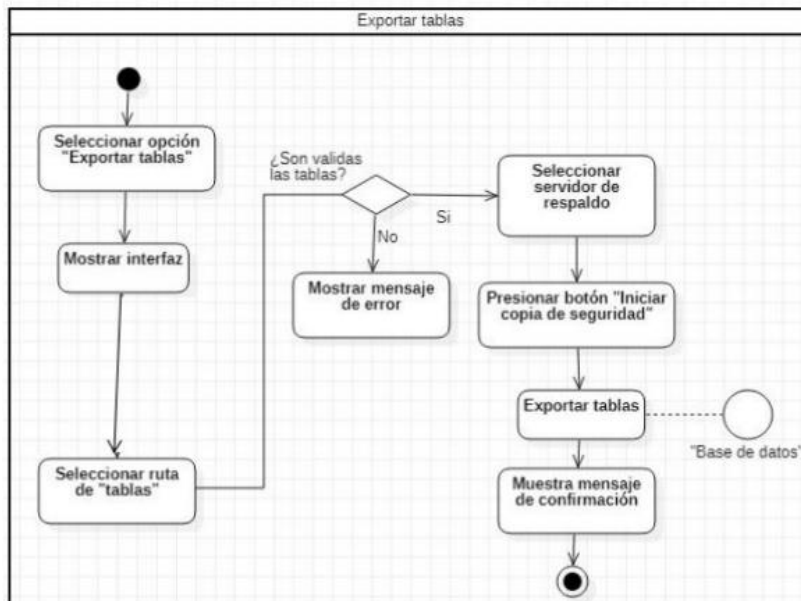 Exportar tablas
Seleccionar opción
"Exportar tablas"
Mostrar interfaz
Seleccionar ruta
de "tablas"
¿Son validas
las tablas?
Si
No
Mostrar mensaje
de error
Seleccionar
servidor de
respaldo
Presionar botón "Iniciar
copia de seguridad"
Exportar tablas
"Base de datos"
Muestra mensaje
de confirmación